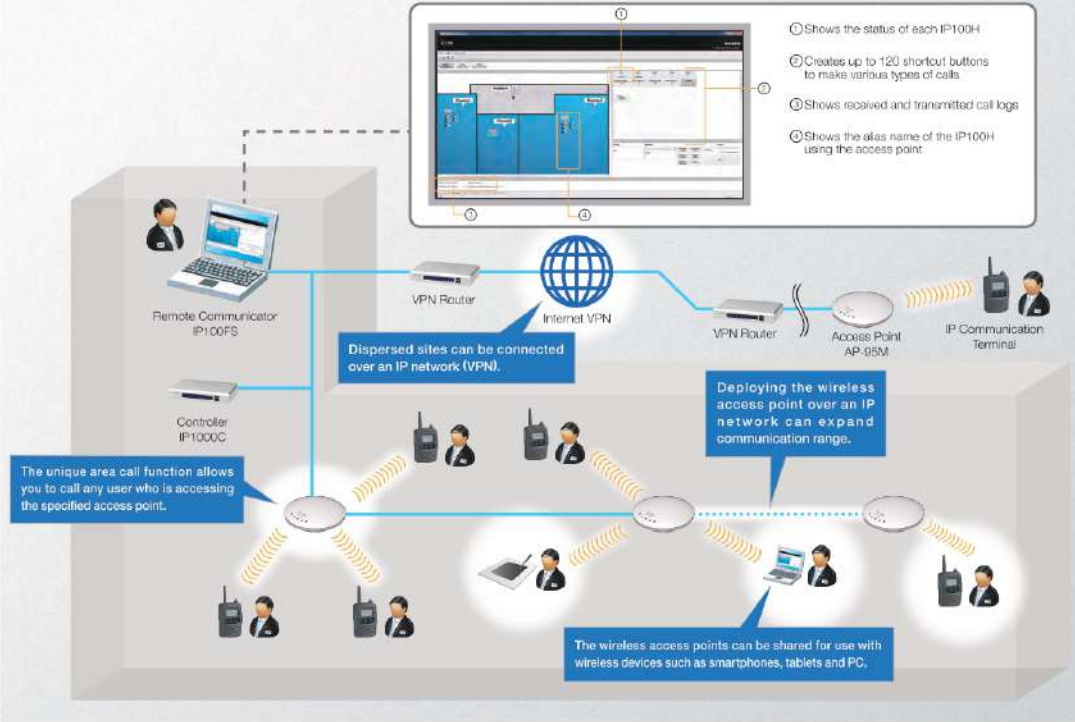 ①
②
③
④
①Shows the status of each IP100H
②Creates up to 120 shortcut buttons
to make various types of calls
③Shows received and transmitted call logs
④Shows the alias name of the IP100H
using the access point
Remote Communicator
IP100FS
VPN Router
Internet VPN
VPN Router
Access Point
AP-95M
IP Communication
Terminal
Dispersed sites can be connected
over an IP network (VPN).
Controller
IP1000C
Deploying the wireless
access point over an IP
network can expand
communication range.
The unique area call function allows
you to call any user who is accessing
the specified access point.
The wireless access points can be shared for use with
wireless devices such as smartphones, tablets and PC.